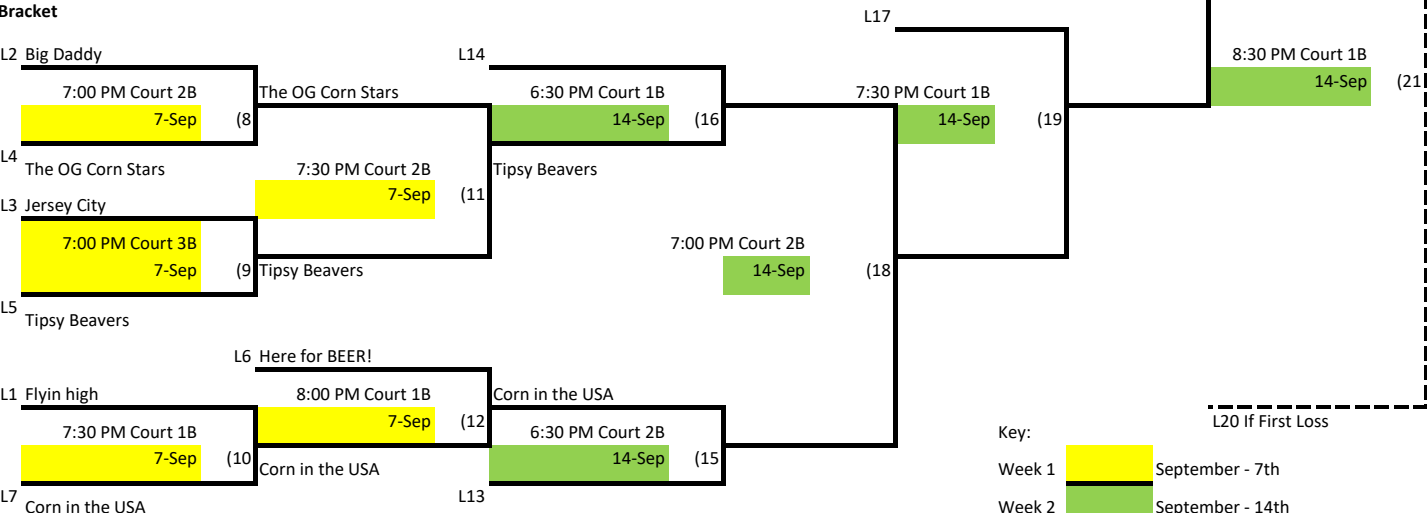 Bracket
L17
L2 Big Daddy
L14
8:30 PM Court 1B
14-Sep (21
7:00 PM Court 2B
The OG Corn Stars
6:30 PM Court 1B
7:30 PM Court 1B
7-Sep (8
14-Sep (16
14-Sep (19
L4
The OG Corn Stars
7:30 PM Court 2B
Tipsy Beavers
7-Sep (11
L3 Jersey City
7:00 PM Court 3B
7:00 PM Court 2B
7-Sep (9
Tipsy Beavers
14-Sep (18
L5
Tipsy Beavers
L6 Here for BEER!
L1 Flyin high
8:00 PM Court 1B
Corn in the USA
7-Sep (12
L20 If First Loss
7:30 PM Court 1B
6:30 PM Court 2B
Key:
7-Sep (10
Corn in the USA
14-Sep (15
Week 1 September - 7th
L7
Corn in the USA
L13
Week 2 September - 14th